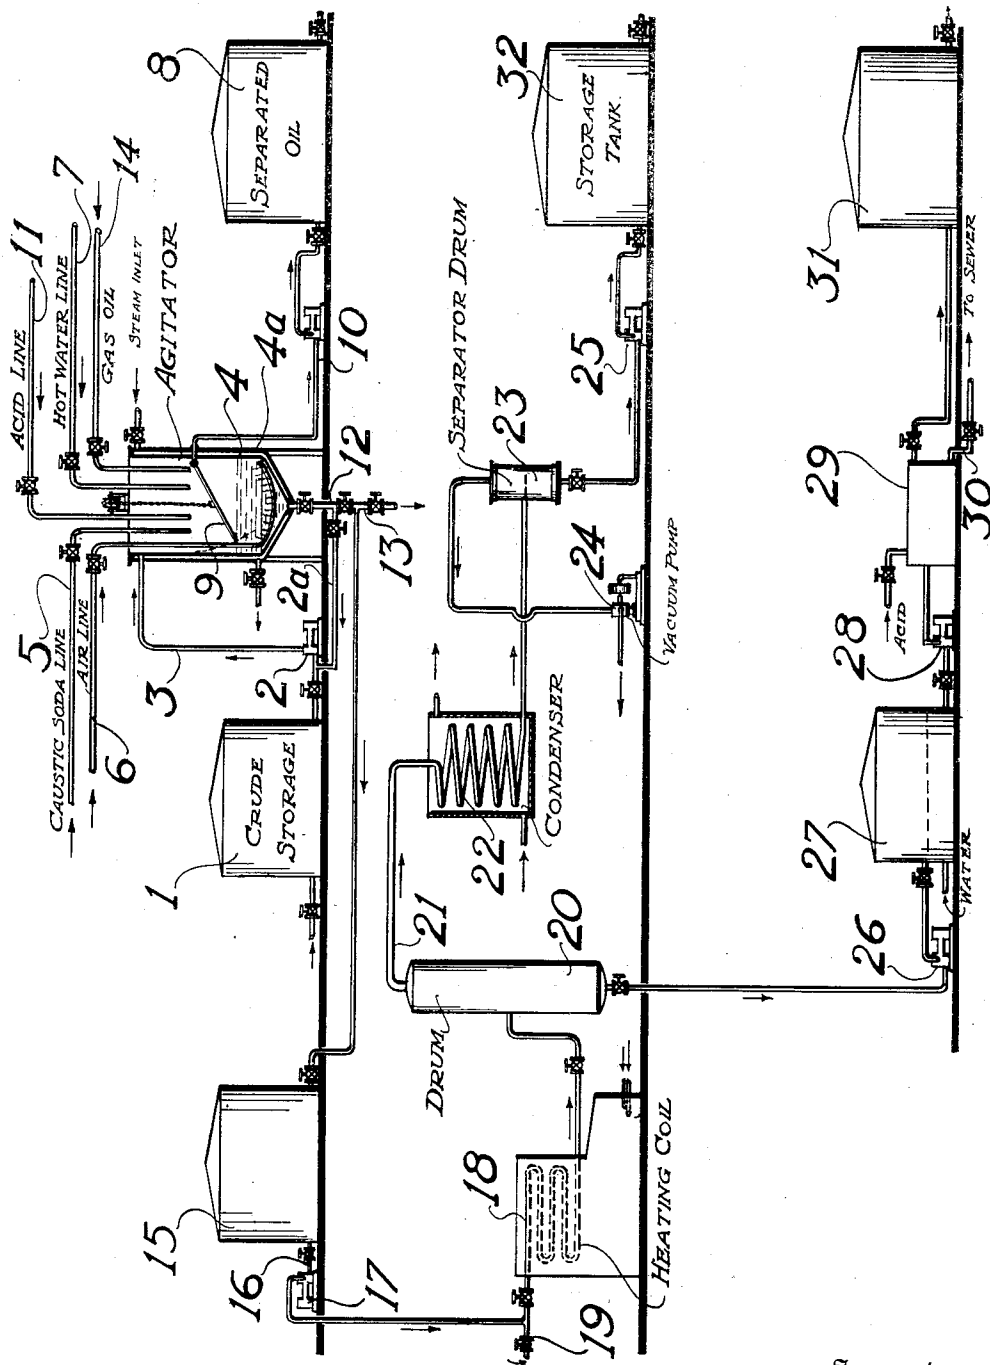 ACID LINE
11
HOT WATER LINE
7
GAS OIL
14
STEAM INLET
AGITATOR
5
CAUSTIC SODA LINE
AIR LINE
6
3
9
4
4a
2
2a
10
12
13
8
SEPARATED
OIL
1
CRUDE
STORAGE
15
16
17
18
19
HEATING COIL
DRUM
20
21
22
CONDENSER
SEPARATOR DRUM
23
24
VACUUM PUMP
25
32
STORAGE
TANK.
26
27
WATER
28
ACID
29
30
TO SEWER
31